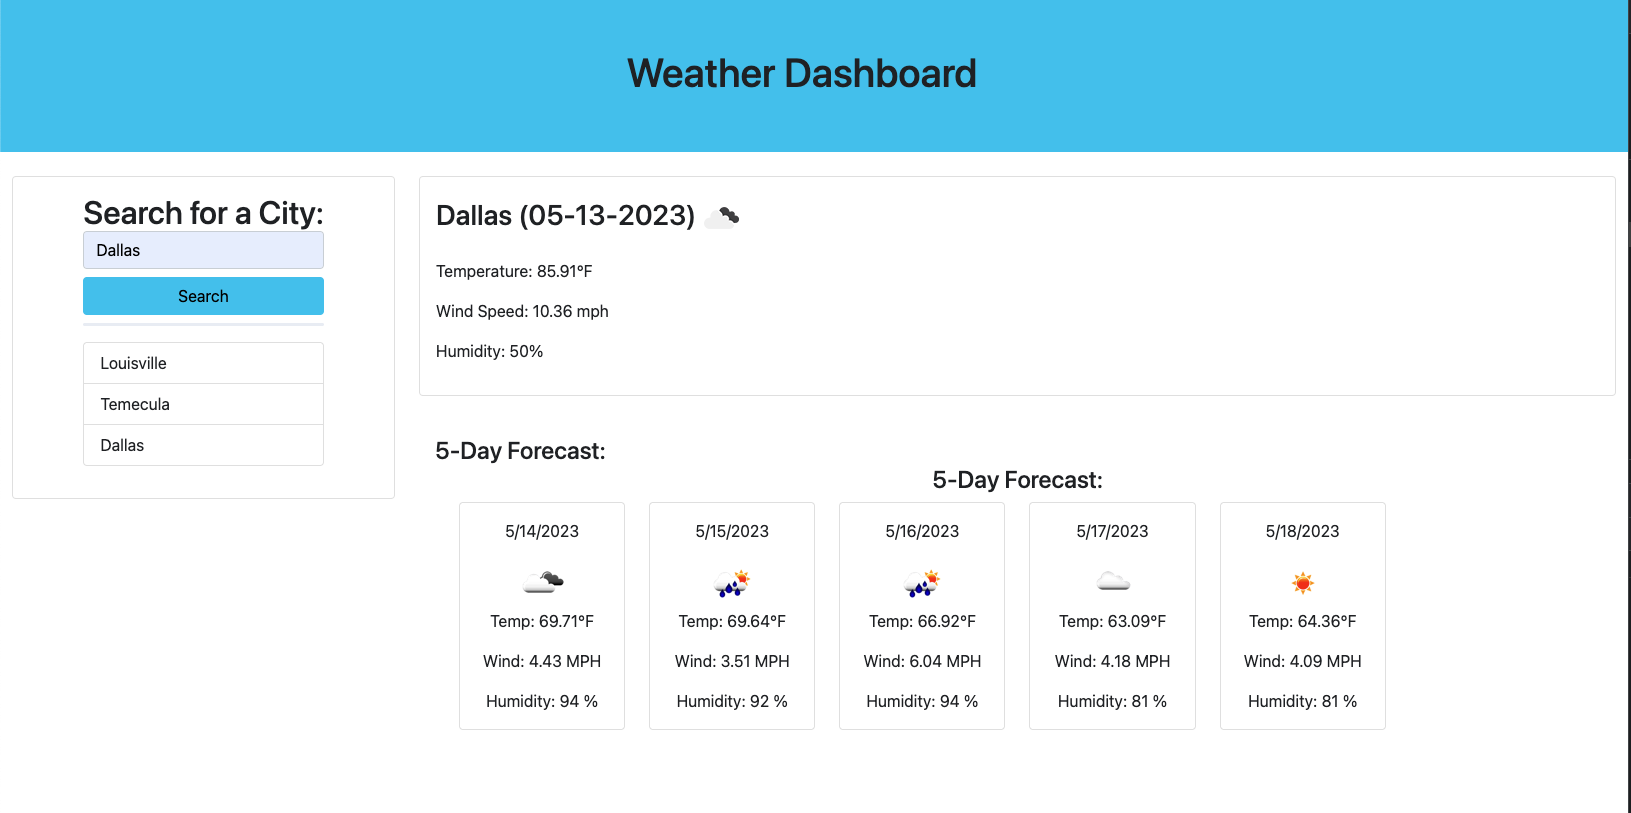 Weather Dashboard
Search for a City:
Dallas
Search
Louisville
Temecula
Dallas
Dallas (05-13-2023)
Temperature: 85.91°F
Wind Speed: 10.36 mph
Humidity: 50%
5-Day Forecast:
5-Day Forecast:
5/14/2023
Temp: 69.71°F
Wind: 4.43 MPH
Humidity: 94 %
5/15/2023
Temp: 69.64°F
Wind: 3.51 MPH
Humidity: 92 %
5/16/2023
Temp: 66.92°F
Wind: 6.04 MPH
Humidity: 94 %
5/17/2023
Temp: 63.09°F
Wind: 4.18 MPH
Humidity: 81 %
5/18/2023
Temp: 64.36°F
Wind: 4.09 MPH
Humidity: 81 %